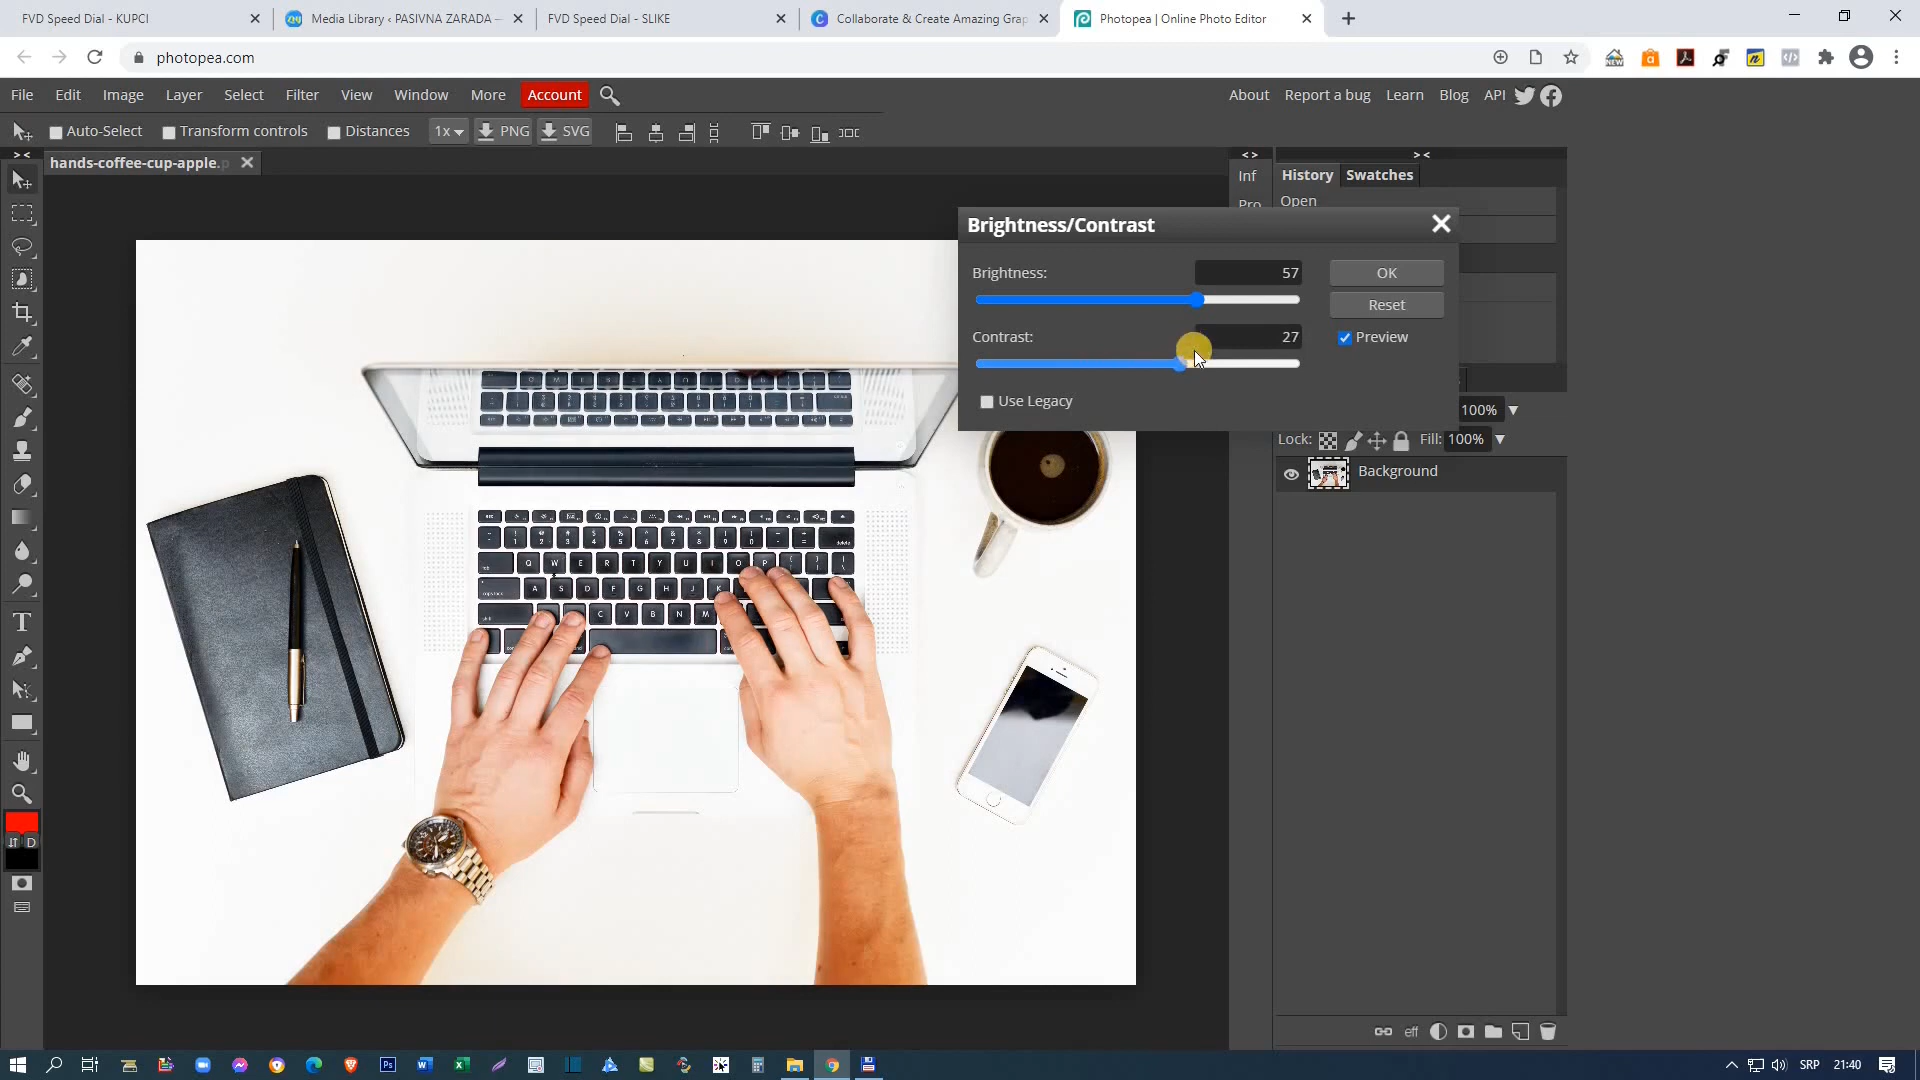 FVD Speed Dial - KUPCI
Media Library ‹ PASIVNA ZARADA —
FVD Speed Dial - SLIKE
Collaborate & Create Amazing Grap
Photopea | Online Photo Editor
photopea.com
File Edit Image Layer Select Filter View Window More Account
About Report a bug Learn Blog API
Auto-Select Transform controls Distances 1x PNG SVG
hands-coffee-cup-apple.p
Inf
Pro
History Swatches
Open
Brightness/Contrast
Brightness: 57
OK
Reset
Contrast: 27
Preview
Use Legacy
100%
Lock: Fill: 100%
Background
Q W E R T Y U I O P
A S D F G H J K
C V B N M
delete
D
eff
SRP 21:40